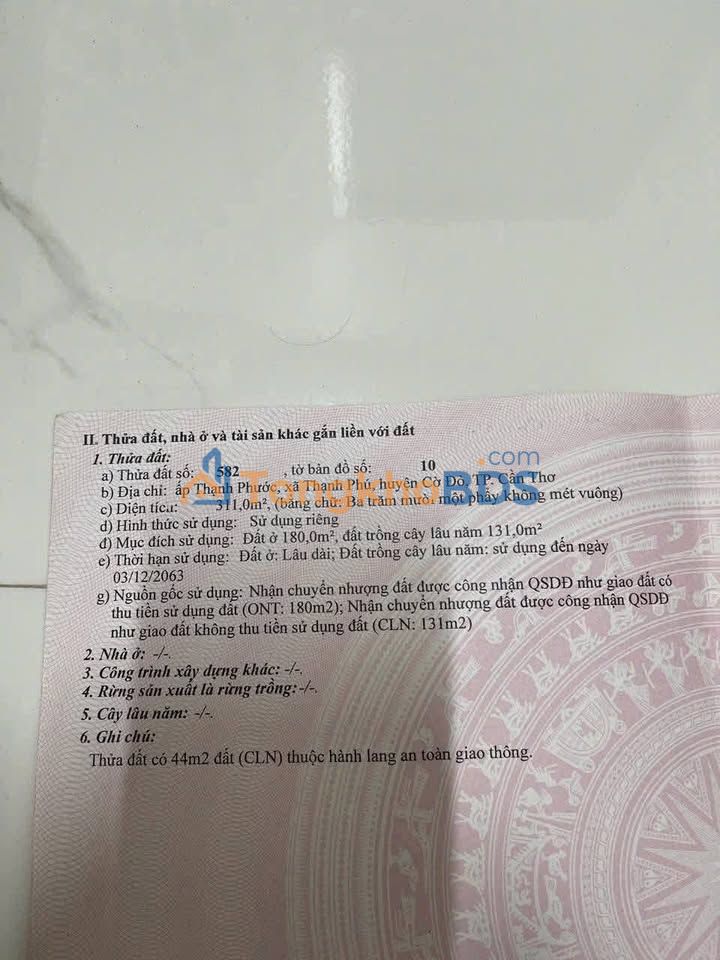 II. Thửa đất, nhà ở và tài sản khác gắn liền với đất
1. Thửa đất:
a) Thửa đất số: 582 , tờ bản đồ số: 10
b) Địa chỉ: ấp Thạnh Phước, xã Thạnh Phú, huyện Cờ Đỏ, TP. Cần Thơ
c) Diện tích: 311,0m², (bằng chữ: Ba trăm mười một phẩy không mét vuông)
d) Hình thức sử dụng: Sử dụng riêng
đ) Mục đích sử dụng: Đất ở 180,0m², đất trồng cây lâu năm 131,0m²
e) Thời hạn sử dụng: Đất ở: Lâu dài; Đất trồng cây lâu năm: sử dụng đến ngày
03/12/2063
g) Nguồn gốc sử dụng: Nhận chuyển nhượng đất được công nhận QSDĐ như giao đất có
thu tiền sử dụng đất (ONT: 180m2); Nhận chuyển nhượng đất được công nhận QSDĐ
như giao đất không thu tiền sử dụng đất (CLN: 131m2)
2. Nhà ở: -/-.
3. Công trình xây dựng khác: -/-.
4. Rừng sản xuất là rừng trồng: -/-.
5. Cây lâu năm: -/-.
6. Ghi chú:
Thửa đất có 44m2 đất (CLN) thuộc hành lang an toàn giao thông.
TongkhoBDS.com